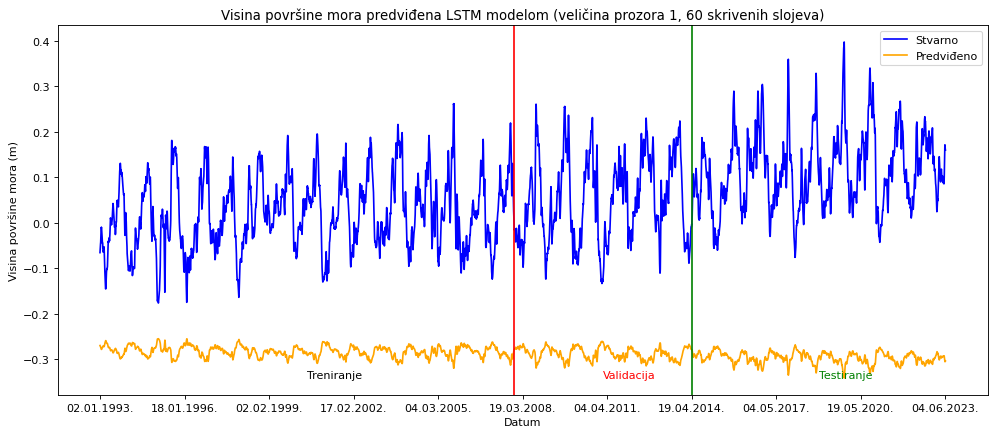 Visina površine mora predviđena LSTM modelom (veličina prozora 1, 60 skrivenih slojeva)
Stvarno
Predviđeno
Visina površine mora (m)
0.4
0.3
0.2
0.1
0.0
−0.1
−0.2
−0.3
Treniranje
Validacija
Testiranje
02.01.1993.
18.01.1996.
02.02.1999.
17.02.2002.
04.03.2005.
19.03.2008.
04.04.2011.
19.04.2014.
04.05.2017.
19.05.2020.
04.06.2023.
Datum